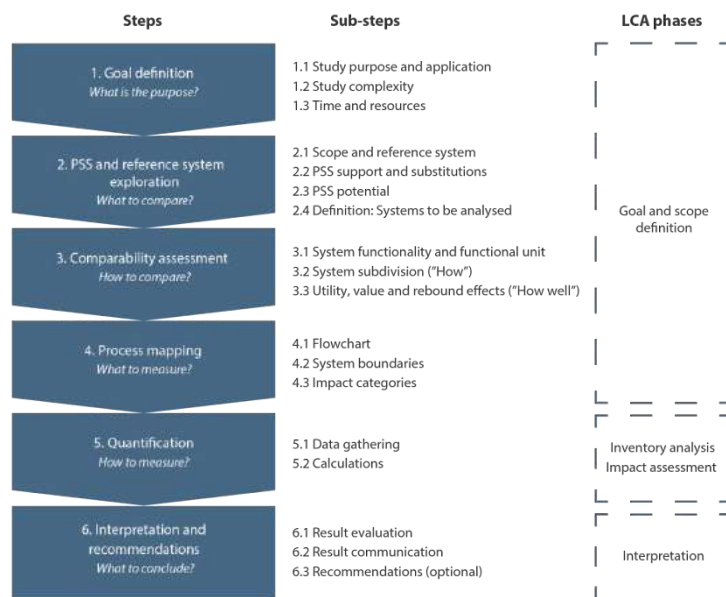 Steps
Sub-steps
LCA phases
1. Goal definition
What is the purpose?
1.1 Study purpose and application
1.2 Study complexity
1.3 Time and resources
2. PSS and reference system
exploration
What to compare?
2.1 Scope and reference system
2.2 PSS support and substitutions
2.3 PSS potential
2.4 Definition: Systems to be analysed
Goal and scope
definition
3. Comparability assessment
How to compare?
3.1 System functionality and functional unit
3.2 System subdivision ("How")
3.3 Utility, value and rebound effects ("How well")
4. Process mapping
What to measure?
4.1 Flowchart
4.2 System boundaries
4.3 Impact categories
5. Quantification
How to measure?
5.1 Data gathering
5.2 Calculations
Inventory analysis
Impact assessment
6. Interpretation and
recommendations
What to conclude?
6.1 Result evaluation
6.2 Result communication
6.3 Recommendations (optional)
Interpretation